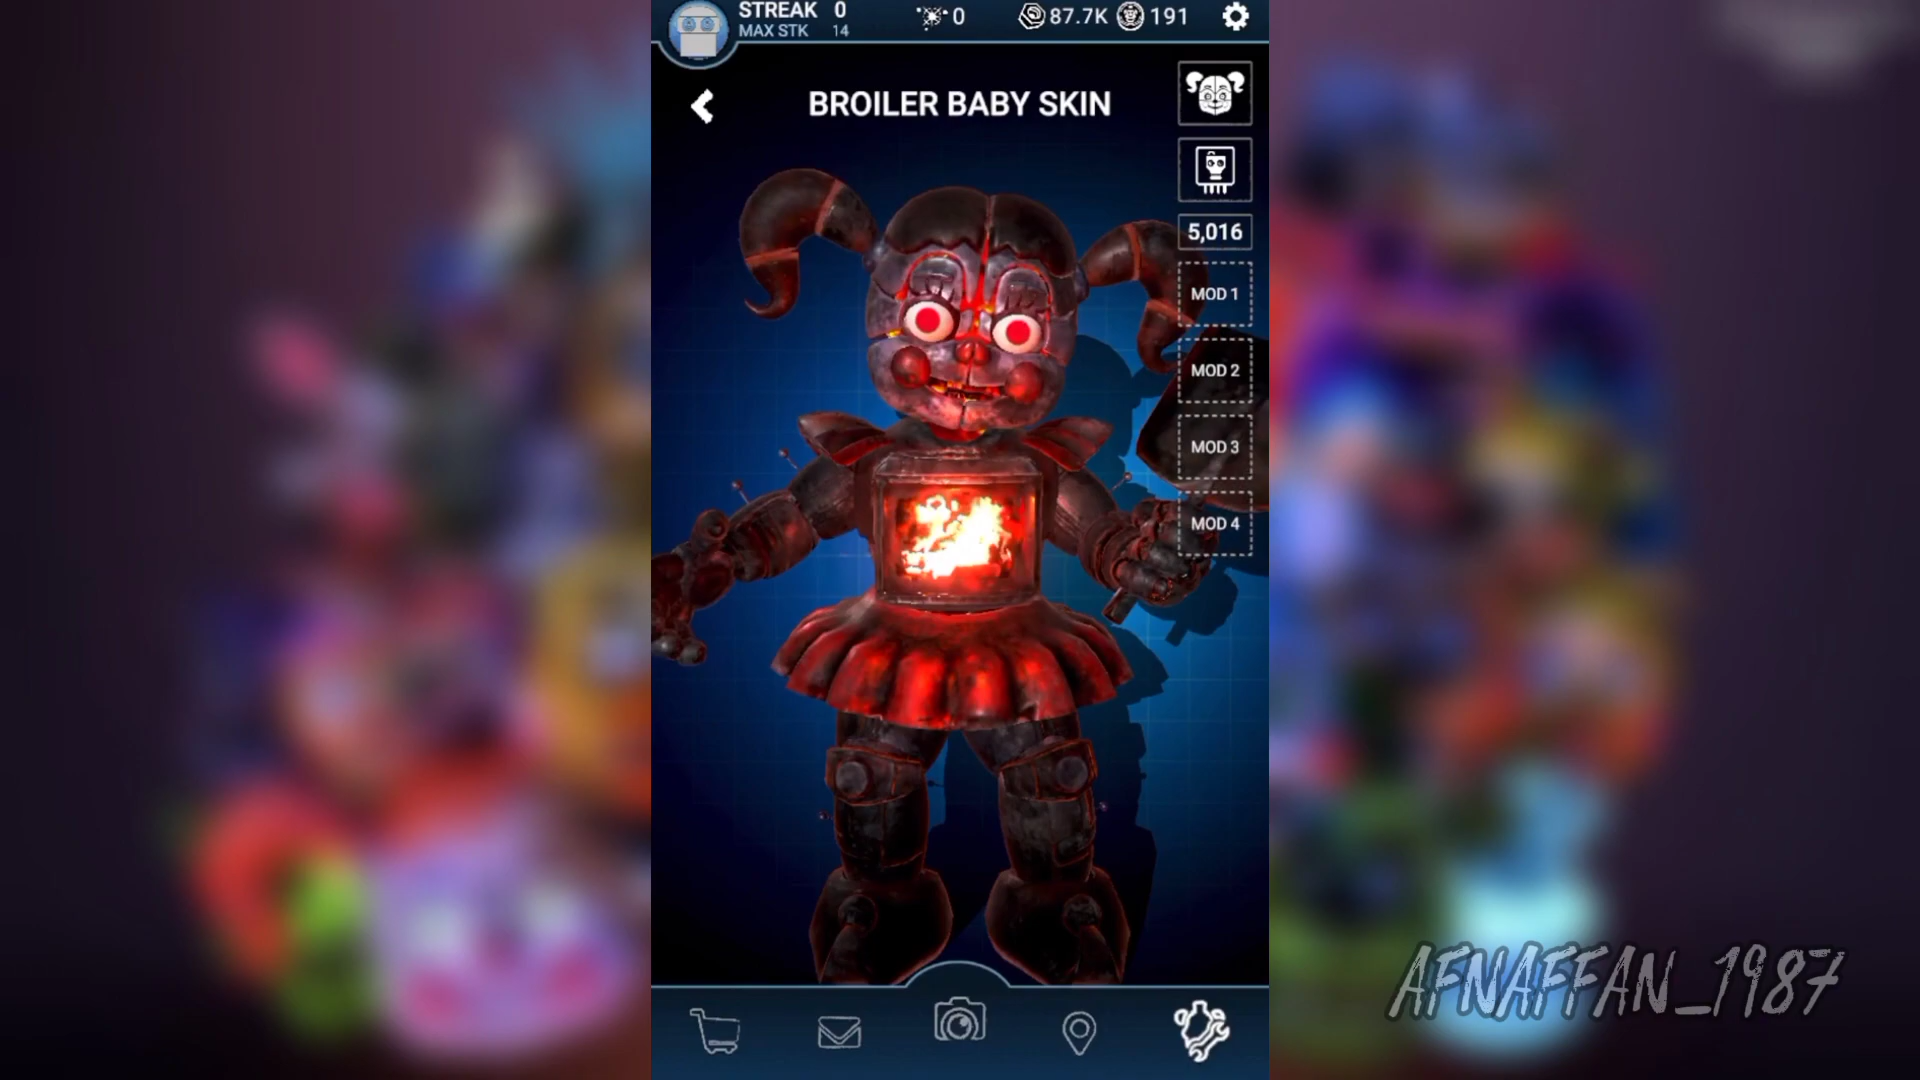 STREAK 0
MAX STK 14
0
87.7K
191
BROILER BABY SKIN
5,016
MOD 1
MOD 2
MOD 3
MOD 4
AFNAFFAN_1987